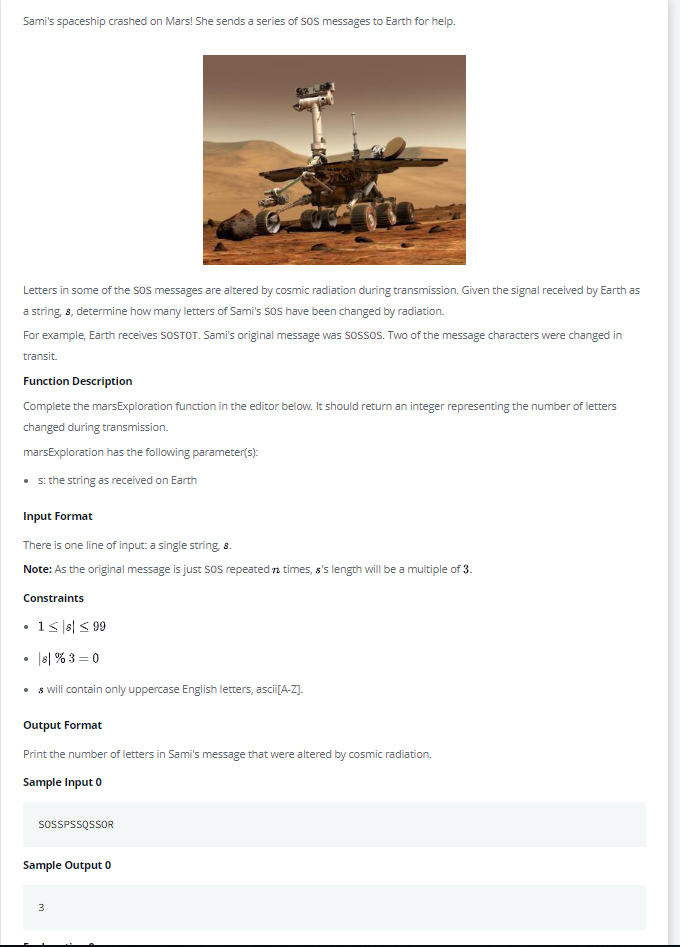 Sami's spaceship crashed on Mars! She sends a series of SOS messages to Earth for help.
Letters in some of the SOS messages are altered by cosmic radiation during transmission. Given the signal received by Earth as
a string, s, determine how many letters of Sami's SOS have been changed by radiation.
For example, Earth receives SOSTOT. Sami's original message was SOSSOS. Two of the message characters were changed in
transit.
Function Description
Complete the marsExploration function in the editor below. It should return an integer representing the number of letters
changed during transmission.
marsExploration has the following parameter(s):
• s: the string as received on Earth
Input Format
There is one line of input: a single string, s.
Note: As the original message is just SOS repeated n times, s's length will be a multiple of 3.
Constraints
• 1 ≤ |s| ≤ 99
• |s| % 3 = 0
• s will contain only uppercase English letters, ascii[A-Z].
Output Format
Print the number of letters in Sami's message that were altered by cosmic radiation.
Sample Input 0
SOSSPSSQSSOR
Sample Output 0
3